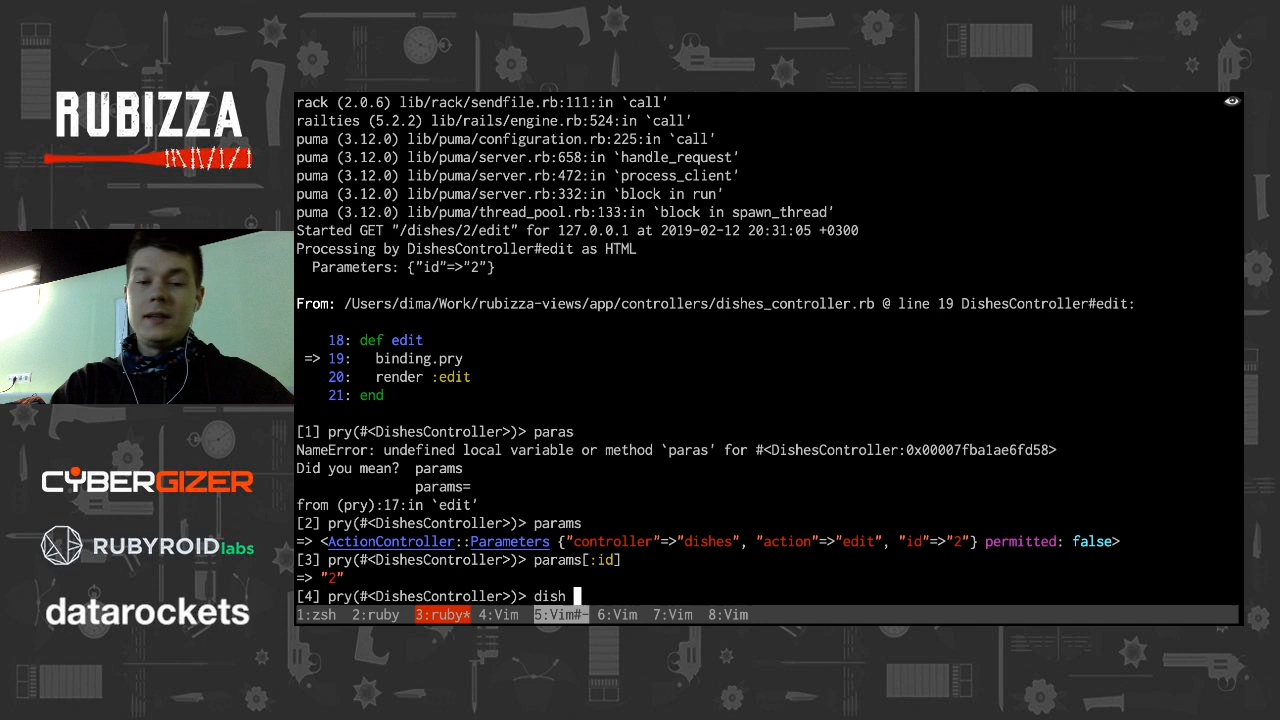 RUBIZZA
CYBERGIZER
RUBYROIDlabs
datarockets
rack (2.0.6) lib/rack/sendfile.rb:111:in `call'
railties (5.2.2) lib/rails/engine.rb:524:in `call'
puma (3.12.0) lib/puma/configuration.rb:225:in `call'
puma (3.12.0) lib/puma/server.rb:658:in `handle_request'
puma (3.12.0) lib/puma/server.rb:472:in `process_client'
puma (3.12.0) lib/puma/server.rb:332:in `block in run'
puma (3.12.0) lib/puma/thread_pool.rb:133:in `block in spawn_thread'
Started GET "/dishes/2/edit" for 127.0.0.1 at 2019-02-12 20:31:05 +0300
Processing by DishesController#edit as HTML
  Parameters: {"id"=>"2"}
From: /Users/dima/Work/rubizza-views/app/controllers/dishes_controller.rb @ line 19 DishesController#edit:
    18: def edit
 => 19:   binding.pry
    20:   render :edit
    21: end
[1] pry(#<DishesController>)> paras
NameError: undefined local variable or method `paras' for #<DishesController:0x00007fba1ae6fd58>
Did you mean?  params
               params=
from (pry):17:in `edit'
[2] pry(#<DishesController>)> params
=> <ActionController::Parameters {"controller"=>"dishes", "action"=>"edit", "id"=>"2"} permitted: false>
[3] pry(#<DishesController>)> params[:id]
=> "2"
[4] pry(#<DishesController>)> dish
1:zsh  2:ruby  3:ruby* 4:Vim  5:Vim#- 6:Vim  7:Vim  8:Vim